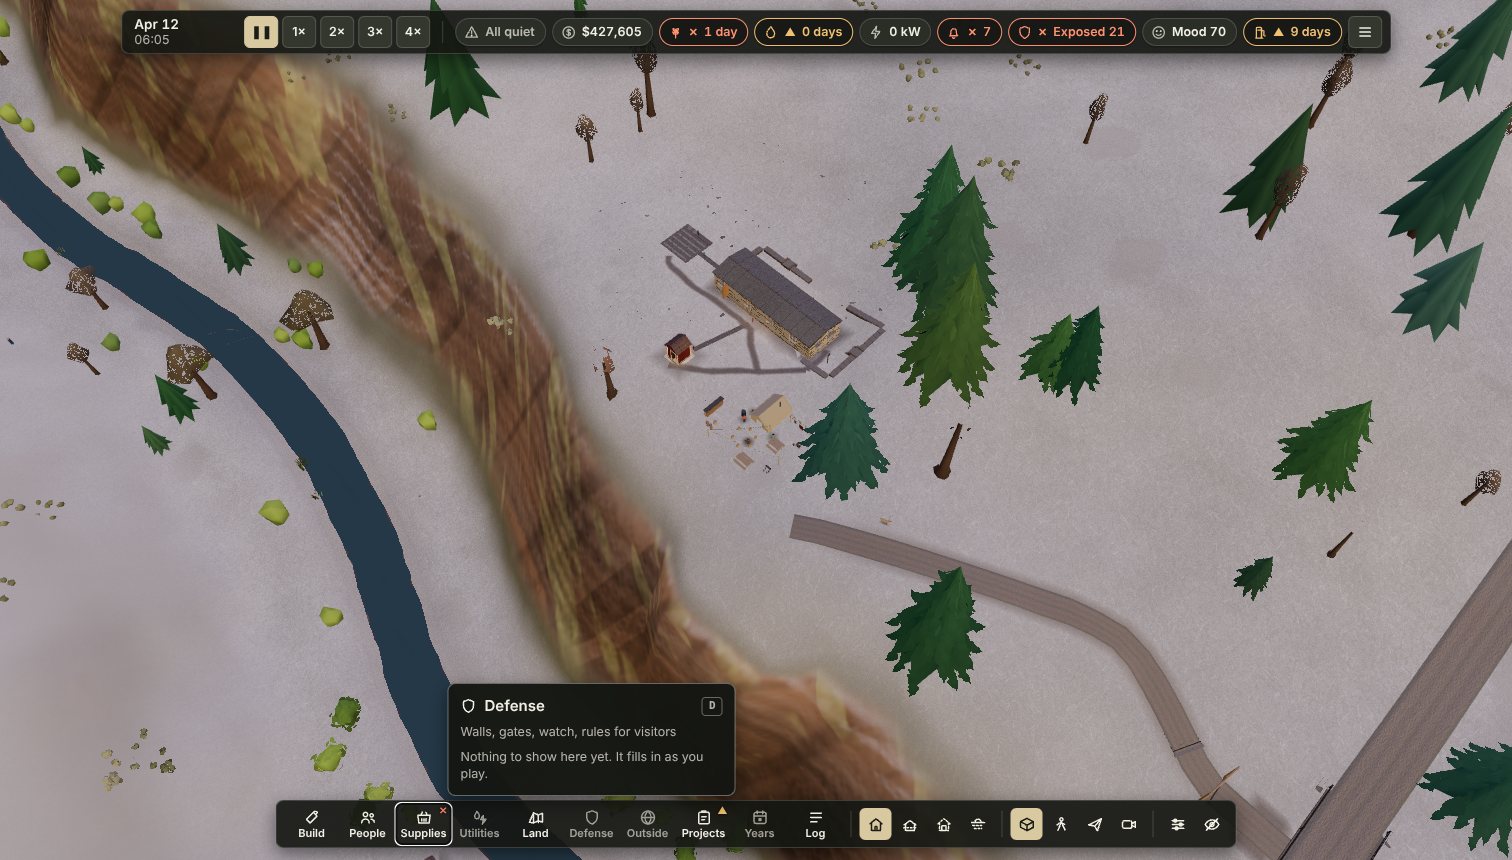 Apr 12
06:05
1×
2×
3×
4×
All quiet
$427,605
1 day
0 days
0 kW
7
Exposed 21
Mood 70
9 days
Defense
D
Walls, gates, watch, rules for visitors
Nothing to show here yet. It fills in as you
play.
Build
People
Supplies
Utilities
Land
Defense
Outside
Projects
Years
Log